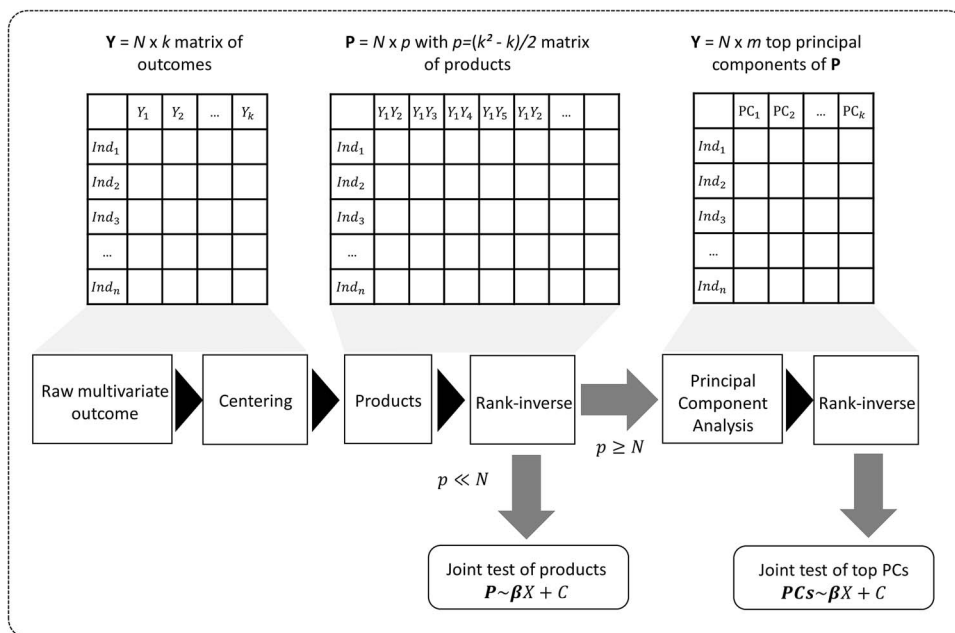 Y = N x k matrix of
outcomes
P = N x p with p=(k² - k)/2 matrix
of products
Y = N x m top principal
components of P
Y₁ Y₂ ... Yₖ
Ind₁
Ind₂
Ind₃
...
Indₙ
Y₁Y₂ Y₁Y₃ Y₁Y₄ Y₁Y₅ Y₁Y₂ ...
Ind₁
Ind₂
Ind₃
...
Indₙ
PC₁ PC₂ ... PCₖ
Ind₁
Ind₂
Ind₃
...
Indₙ
Raw multivariate
outcome
Centering
Products
Rank-inverse
Principal
Component
Analysis
Rank-inverse
p ≥ N
p ≪ N
Joint test of products
P~βX + C
Joint test of top PCs
PCs~βX + C